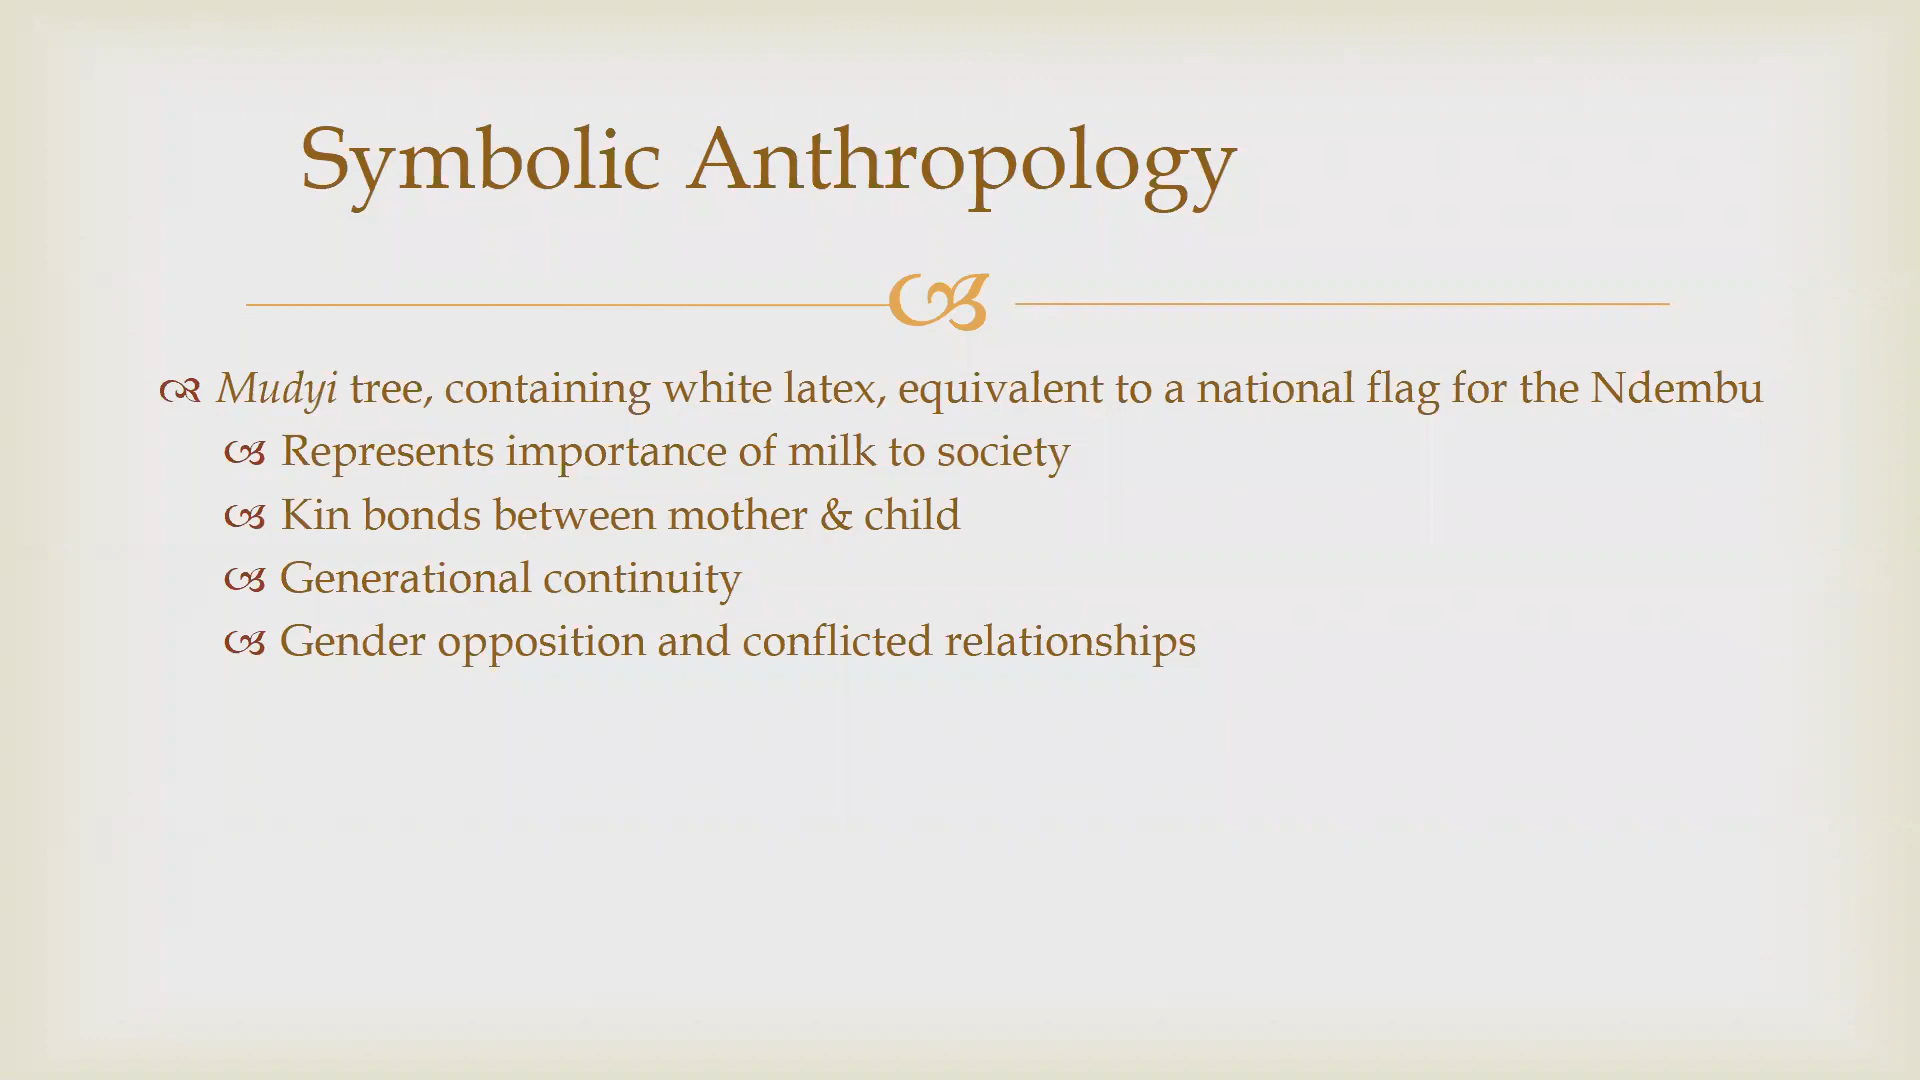 Symbolic Anthropology
Mudyi tree, containing white latex, equivalent to a national flag for the Ndembu
Represents importance of milk to society
Kin bonds between mother & child
Generational continuity
Gender opposition and conflicted relationships